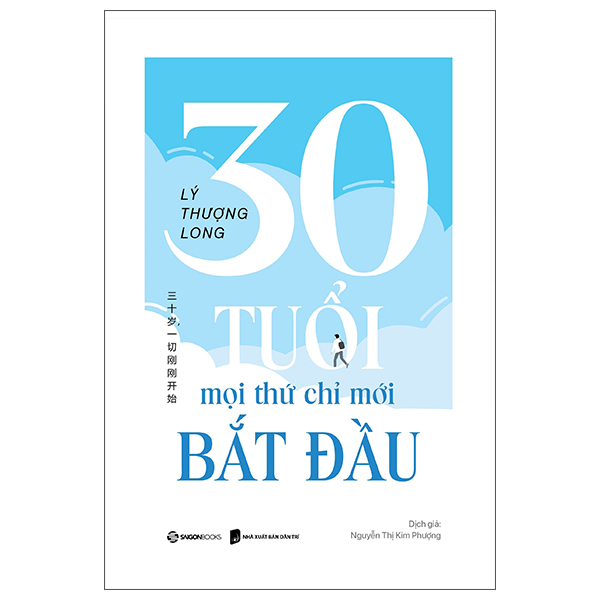 30
LÝ
THƯỢNG
LONG
三十岁，一切刚刚开始
TUỔI
mọi thứ chỉ mới
BẮT ĐẦU
Dịch giả:
Nguyễn Thị Kim Phượng
SAIGONBOOKS
NHÀ XUẤT BẢN DÂN TRÍ